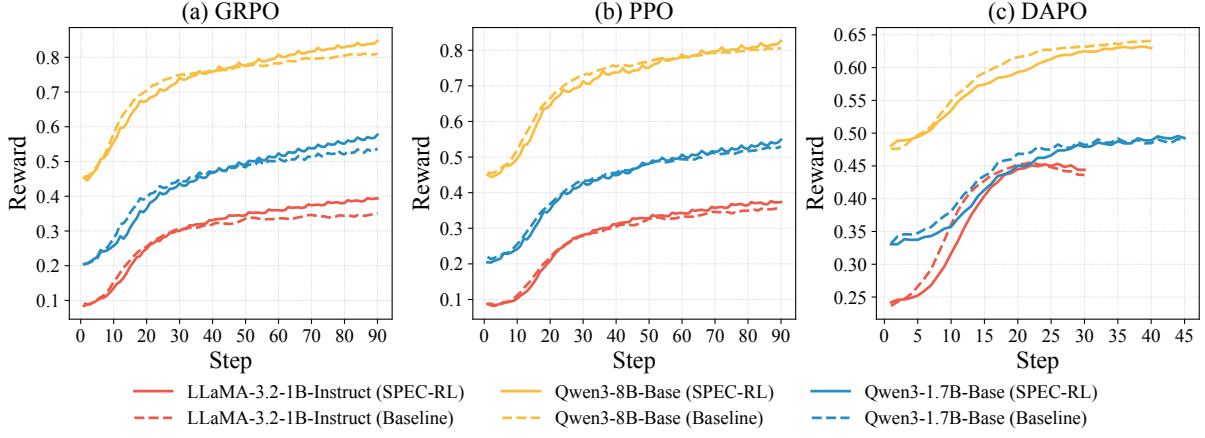 (a) GRPO
(b) PPO
(c) DAPO
Reward
0.8
0.7
0.6
0.5
0.4
0.3
0.2
0.1
0 10 20 30 40 50 60 70 80 90
Step
Reward
0.8
0.7
0.6
0.5
0.4
0.3
0.2
0.1
0 10 20 30 40 50 60 70 80 90
Step
Reward
0.65
0.60
0.55
0.50
0.45
0.40
0.35
0.30
0.25
0 5 10 15 20 25 30 35 40 45
Step
LLaMA-3.2-1B-Instruct (SPEC-RL)
Qwen3-8B-Base (SPEC-RL)
Qwen3-1.7B-Base (SPEC-RL)
LLaMA-3.2-1B-Instruct (Baseline)
Qwen3-8B-Base (Baseline)
Qwen3-1.7B-Base (Baseline)